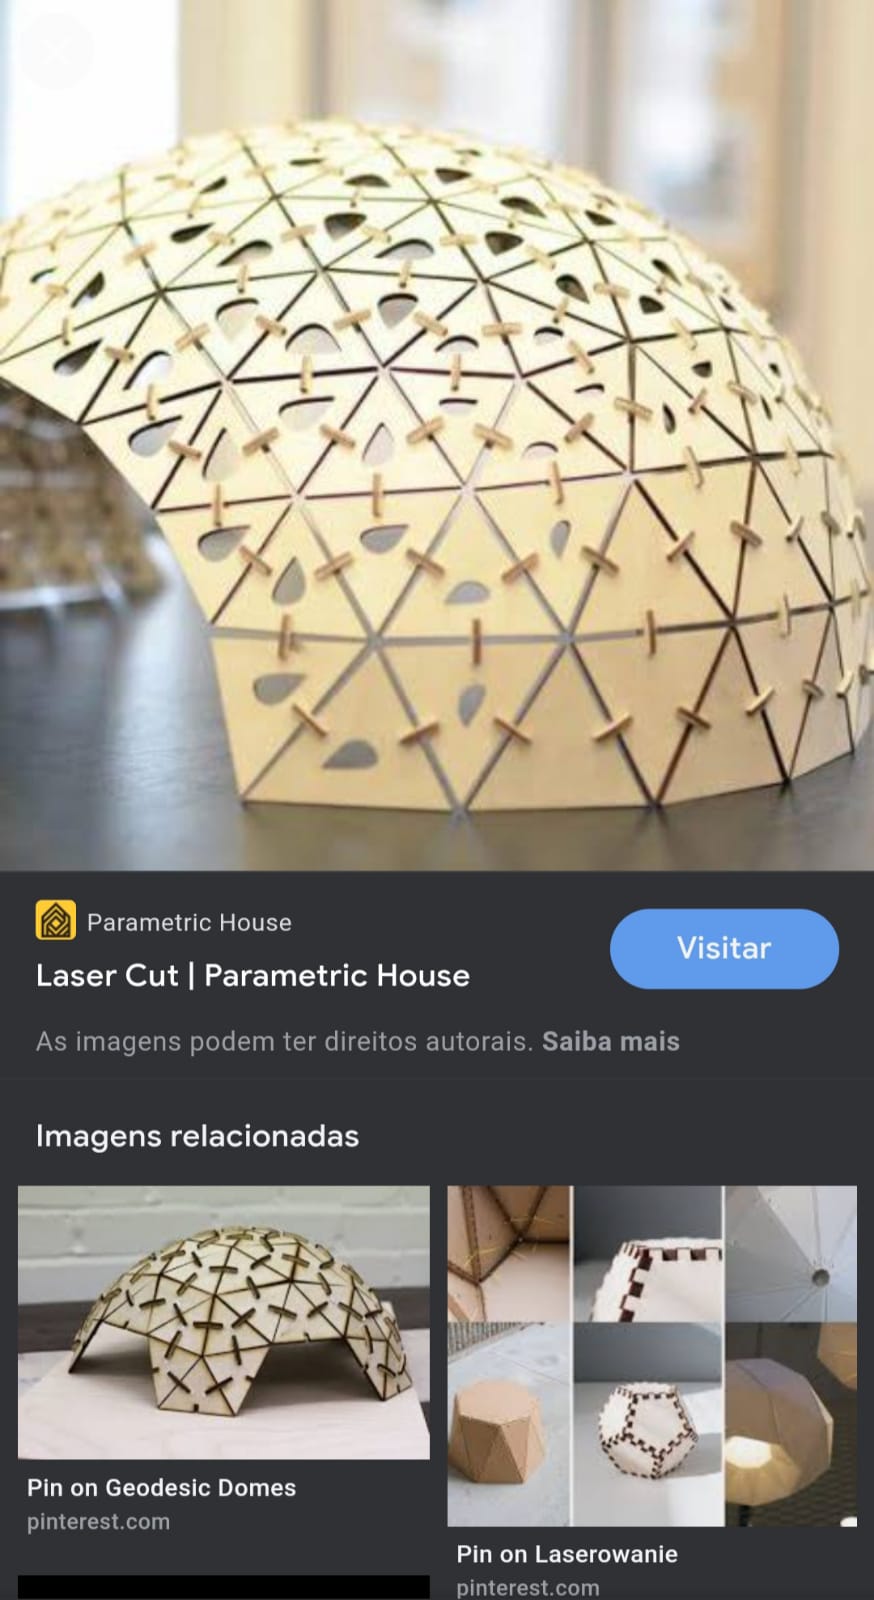 Parametric House
Visitar
Laser Cut | Parametric House
As imagens podem ter direitos autorais. Saiba mais
Imagens relacionadas
Pin on Geodesic Domes
pinterest.com
Pin on Laserowanie
pinterest.com